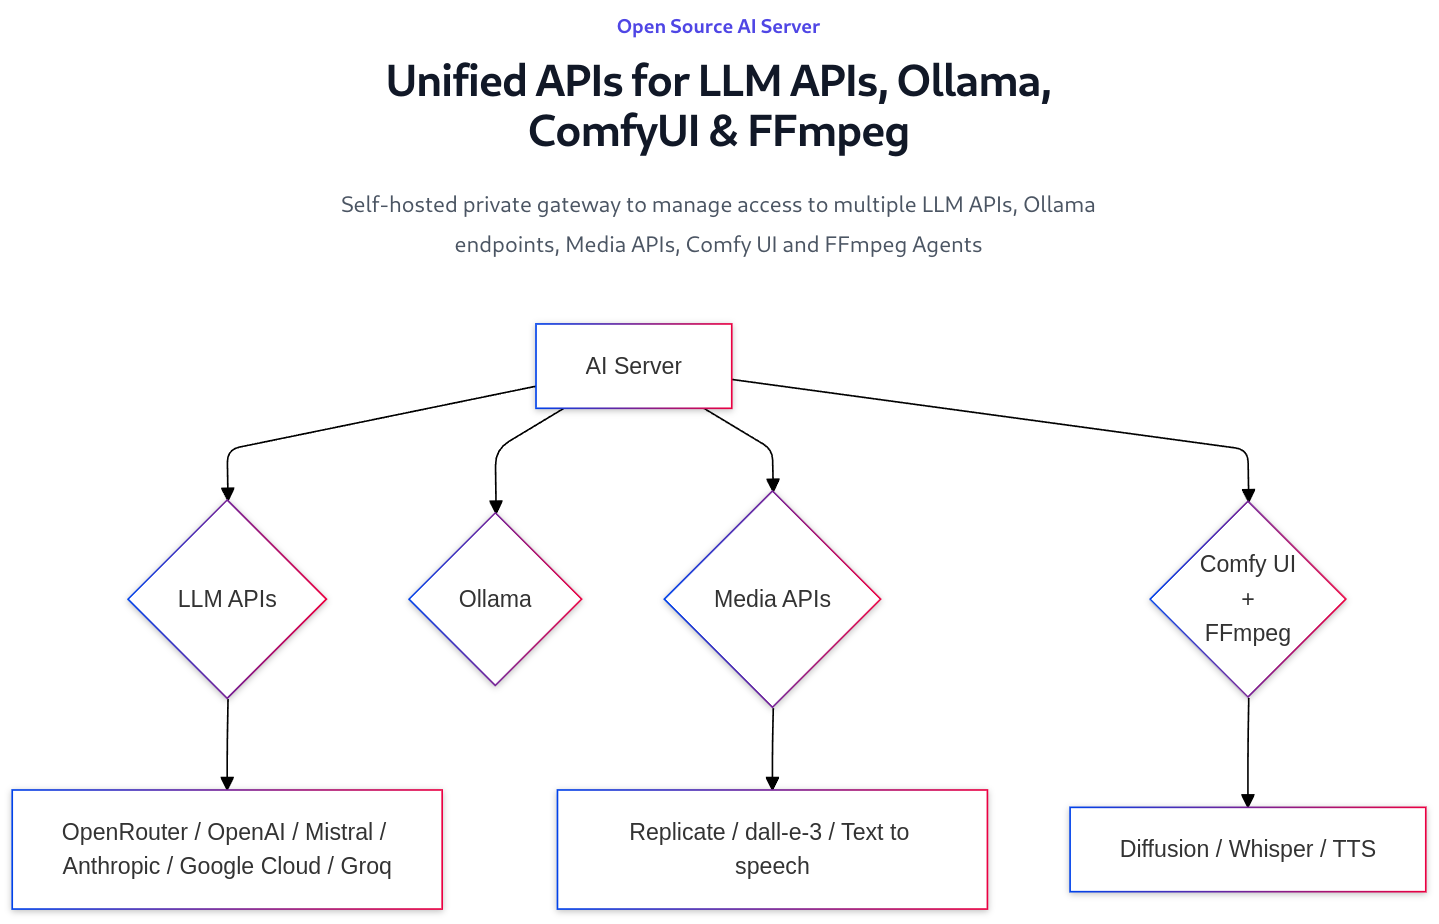 Open Source AI Server
Unified APIs for LLM APIs, Ollama,
ComfyUI & FFmpeg
Self-hosted private gateway to manage access to multiple LLM APIs, Ollama
endpoints, Media APIs, Comfy UI and FFmpeg Agents
AI Server
LLM APIs
Ollama
Media APIs
Comfy UI
+
FFmpeg
OpenRouter / OpenAI / Mistral /
Anthropic / Google Cloud / Groq
Replicate / dall-e-3 / Text to
speech
Diffusion / Whisper / TTS